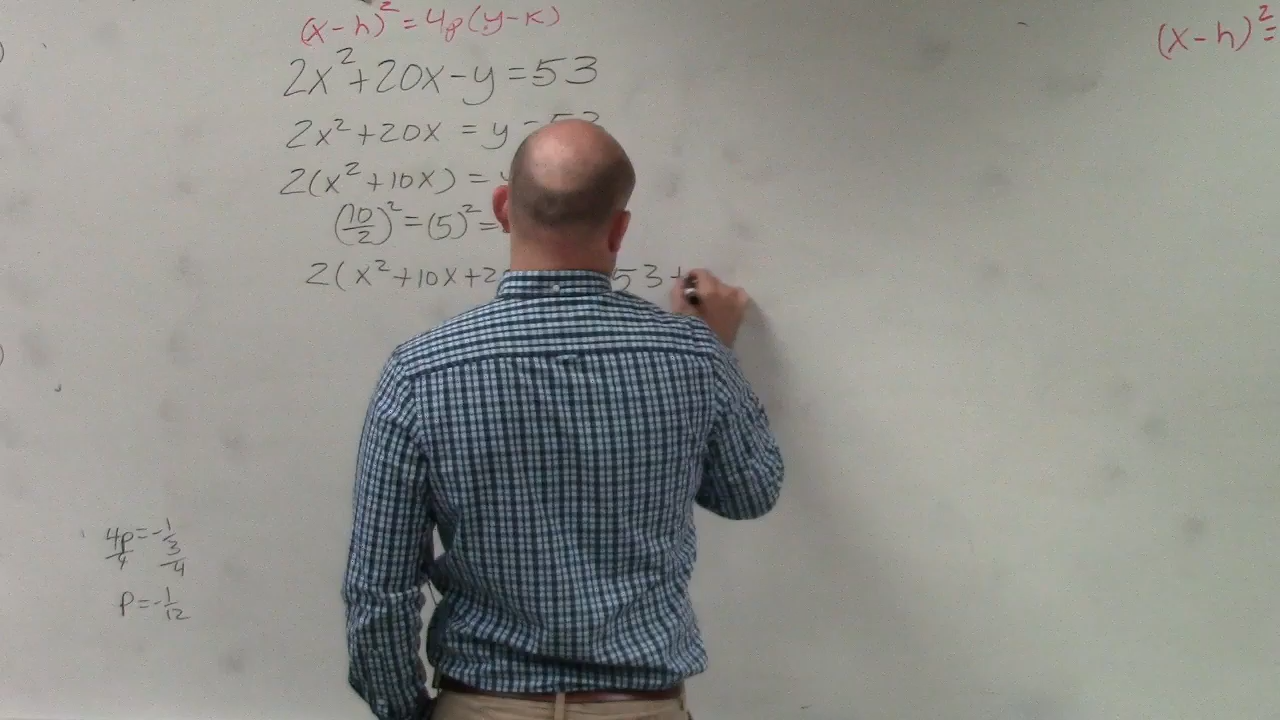 (x-h)² = 4p(y-k)
2x² + 20x - y = 53
2x² + 20x = y - 53
2(x² + 10x) =
(10/2)² = (5)² =
2(x² + 10x + 2 53 +
4p/4 = -1/3/4
p = -1/12
(x-h)² =